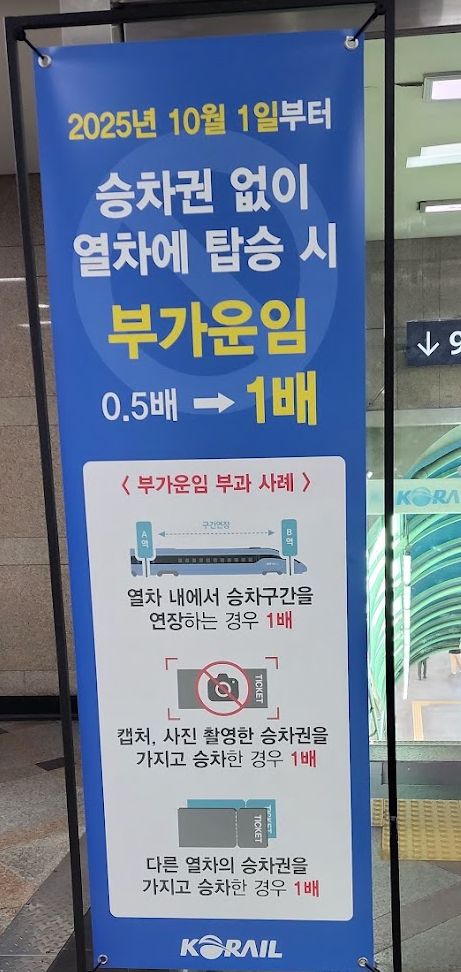 2025년 10월 1일부터
승차권 없이
열차에 탑승 시
부가운임
0.5배 → 1배
< 부가운임 부과 사례 >
구간연장
A역
B역
열차 내에서 승차구간을
연장하는 경우 1배
TICKET
캡처, 사진 촬영한 승차권을
가지고 승차한 경우 1배
TICKET
TICKET
다른 열차의 승차권을
가지고 승차한 경우 1배
KORAIL
↓ 9
KORAIL